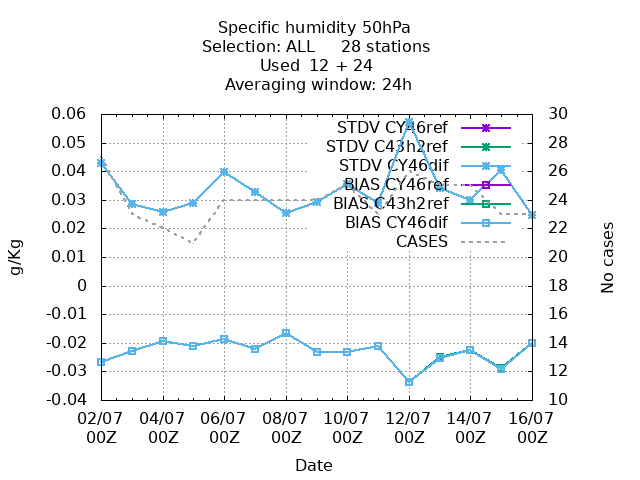 Specific humidity 50hPa
Selection: ALL     28 stations
Used  12 + 24
Averaging window: 24h
0.06
0.05
0.04
0.03
0.02
0.01
0
-0.01
-0.02
-0.03
-0.04
g/Kg
30
28
26
24
22
20
18
16
14
12
10
No cases
STDV CY46ref
STDV C43h2ref
STDV CY46dif
BIAS CY46ref
BIAS C43h2ref
BIAS CY46dif
CASES
02/07 04/07 06/07 08/07 10/07 12/07 14/07 16/07
00Z 00Z 00Z 00Z 00Z 00Z 00Z 00Z
Date